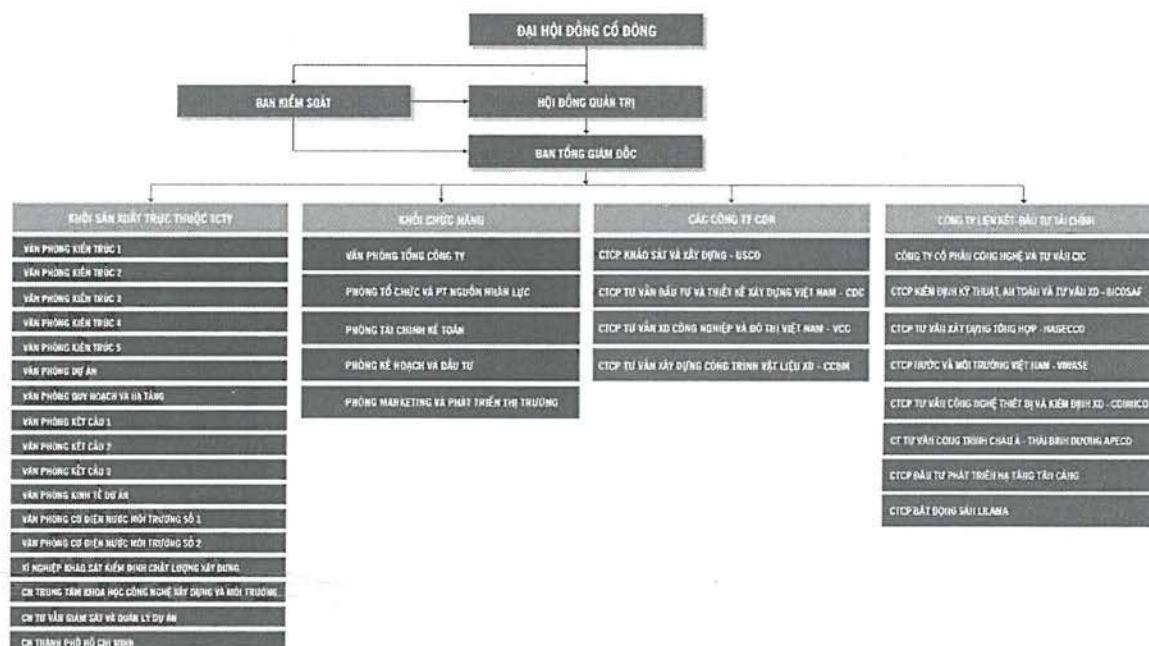 ĐẠI HỘI ĐỒNG CỔ ĐÔNG
BAN KIỂM SOÁT
HỘI ĐỒNG QUẢN TRỊ
BAN TỔNG GIÁM ĐỐC
KHỐI SẢN XUẤT TRỰC THUỘC TCTY
VĂN PHÒNG KIẾN TRÚC 1
VĂN PHÒNG KIẾN TRÚC 2
VĂN PHÒNG KIẾN TRÚC 3
VĂN PHÒNG KIẾN TRÚC 4
VĂN PHÒNG KIẾN TRÚC 5
VĂN PHÒNG DỰ ÁN
VĂN PHÒNG QUY HOẠCH VÀ HẠ TẦNG
VĂN PHÒNG KẾT CẤU 1
VĂN PHÒNG KẾT CẤU 2
VĂN PHÒNG KẾT CẤU 3
VĂN PHÒNG KINH TẾ DỰ ÁN
VĂN PHÒNG CƠ ĐIỆN NƯỚC MÔI TRƯỜNG SỐ 1
VĂN PHÒNG CƠ ĐIỆN NƯỚC MÔI TRƯỜNG SỐ 2
XÍ NGHIỆP KHẢO SÁT KIỂM ĐỊNH CHẤT LƯỢNG XÂY DỰNG
CN TRUNG TÂM KHOA HỌC CÔNG NGHỆ XÂY DỰNG VÀ MÔI TRƯỜNG
CN TƯ VẤN GIÁM SÁT VÀ QUẢN LÝ DỰ ÁN
CN THÀNH PHỐ HỒ CHÍ MINH
KHỐI CHỨC NĂNG
VĂN PHÒNG TỔNG CÔNG TY
PHÒNG TỔ CHỨC VÀ PT NGUỒN NHÂN LỰC
PHÒNG TÀI CHÍNH KẾ TOÁN
PHÒNG KẾ HOẠCH VÀ ĐẦU TƯ
PHÒNG MARKETING VÀ PHÁT TRIỂN THỊ TRƯỜNG
CÁC CÔNG TY CON
CTCP KHẢO SÁT VÀ XÂY DỰNG - USCO
CTCP TƯ VẤN ĐẦU TƯ VÀ THIẾT KẾ XÂY DỰNG VIỆT NAM - CDC
CTCP TƯ VẤN XD CÔNG NGHIỆP VÀ ĐÔ THỊ VIỆT NAM - VCC
CTCP TƯ VẤN XÂY DỰNG CÔNG TRÌNH VẬT LIỆU XD - CCBM
CÔNG TY LIÊN KẾT- ĐẦU TƯ TÀI CHÍNH
CÔNG TY CỔ PHẦN CÔNG NGHỆ VÀ TƯ VẤN CIC
CTCP KIỂM ĐỊNH KỸ THUẬT, AN TOÀN VÀ TƯ VẤN XD - INCOSAF
CTCP TƯ VẤN XÂY DỰNG TỔNG HỢP - NAGECCO
CTCP NƯỚC VÀ MÔI TRƯỜNG VIỆT NAM - VIWASE
CTCP TƯ VẤN CÔNG NGHỆ THIẾT BỊ VÀ KIỂM ĐỊNH XD - CONINCO
CT TƯ VẤN CÔNG TRÌNH CHÂU Á - THÁI BÌNH DƯƠNG APECO
CTCP ĐẦU TƯ PHÁT TRIỂN HẠ TẦNG TÂN CẢNG
CTCP BẤT ĐỘNG SẢN LILAMA